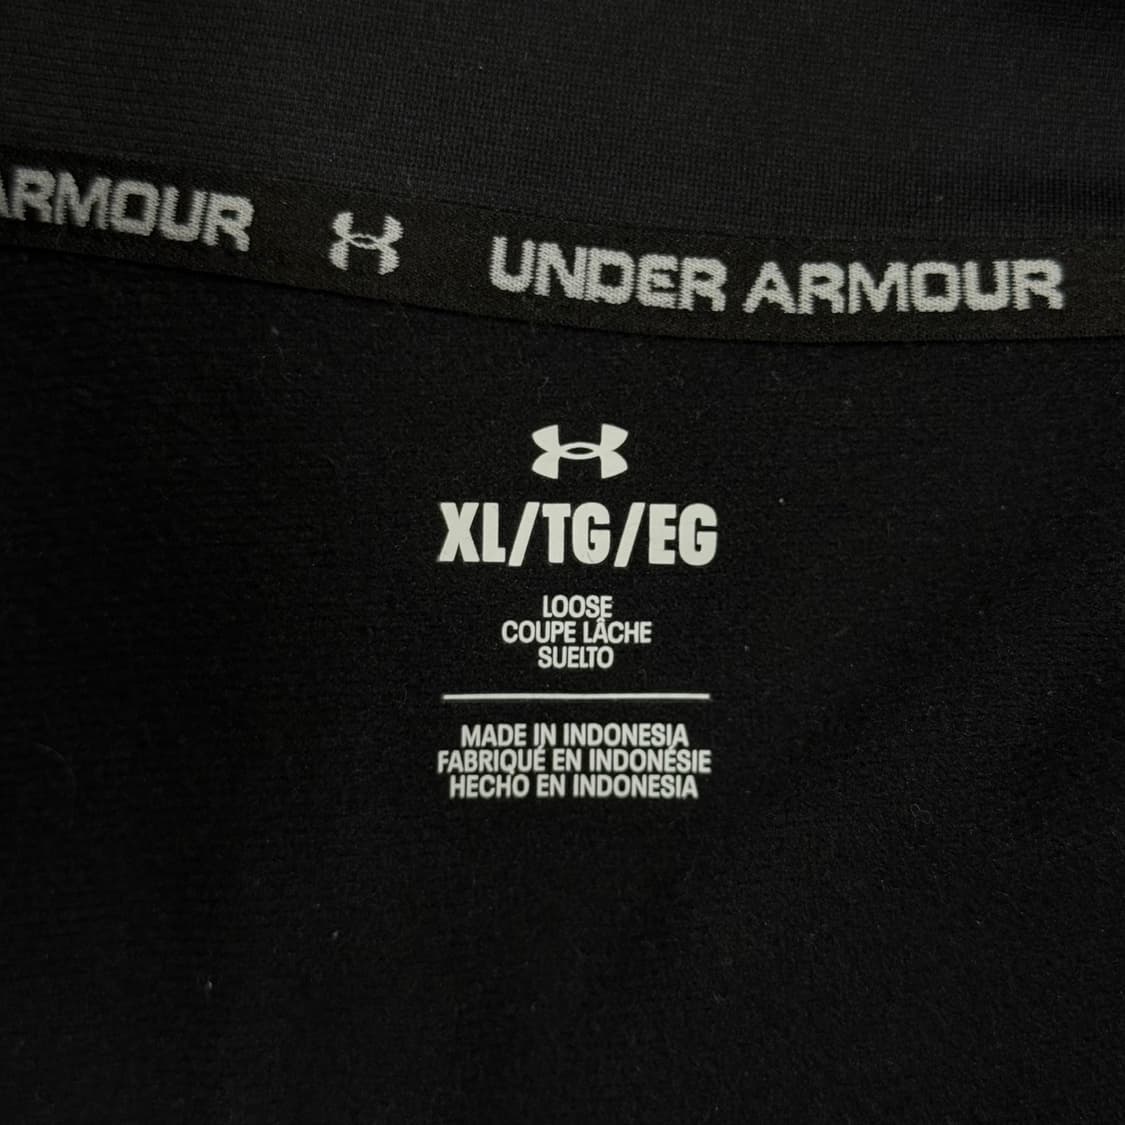 ARMOUR UNDER ARMOUR
XL/TG/EG
LOOSE
COUPE LÂCHE
SUELTO
MADE IN INDONESIA
FABRIQUÉ EN INDONÉSIE
HECHO EN INDONESIA